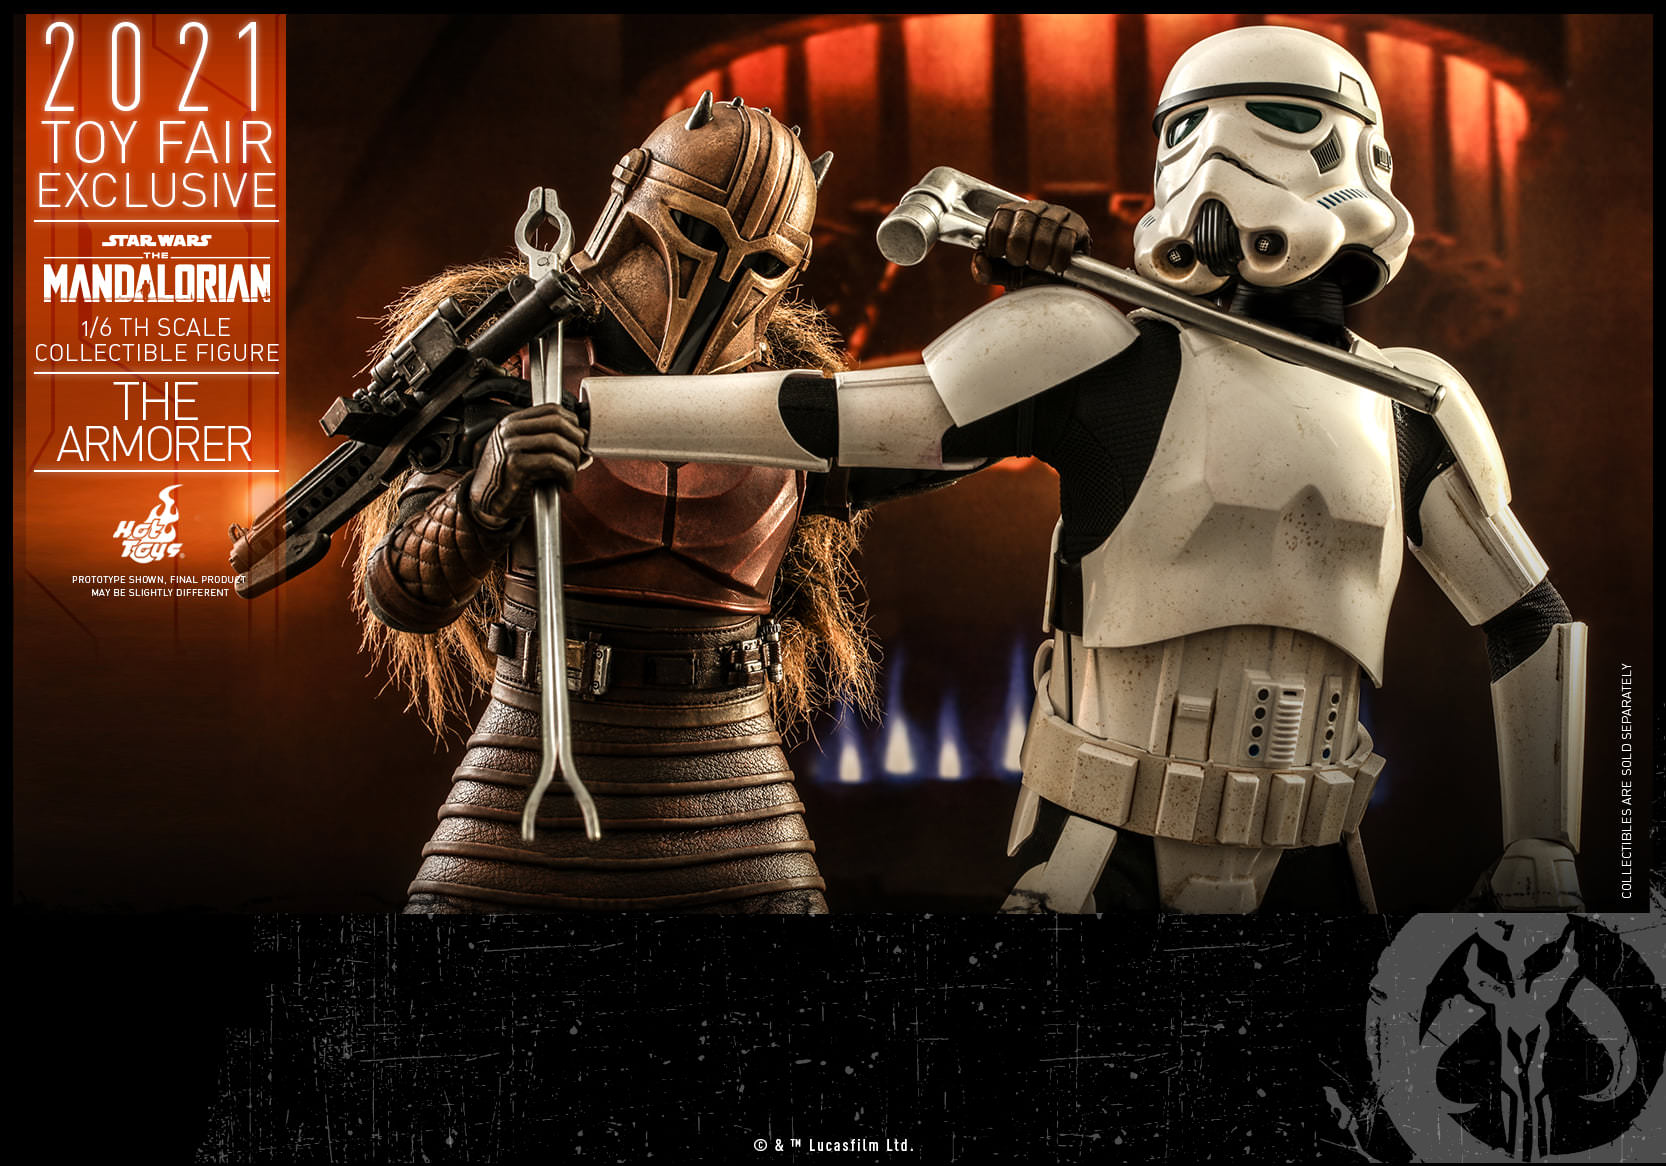 2021
TOY FAIR
EXCLUSIVE
STAR WARS
THE
MANDALORIAN
1/6 TH SCALE
COLLECTIBLE FIGURE
THE
ARMORER
Hot
Toys®
PROTOTYPE SHOWN, FINAL PRODUCT
MAY BE SLIGHTLY DIFFERENT
COLLECTIBLES ARE SOLD SEPARATELY
© & ™ Lucasfilm Ltd.